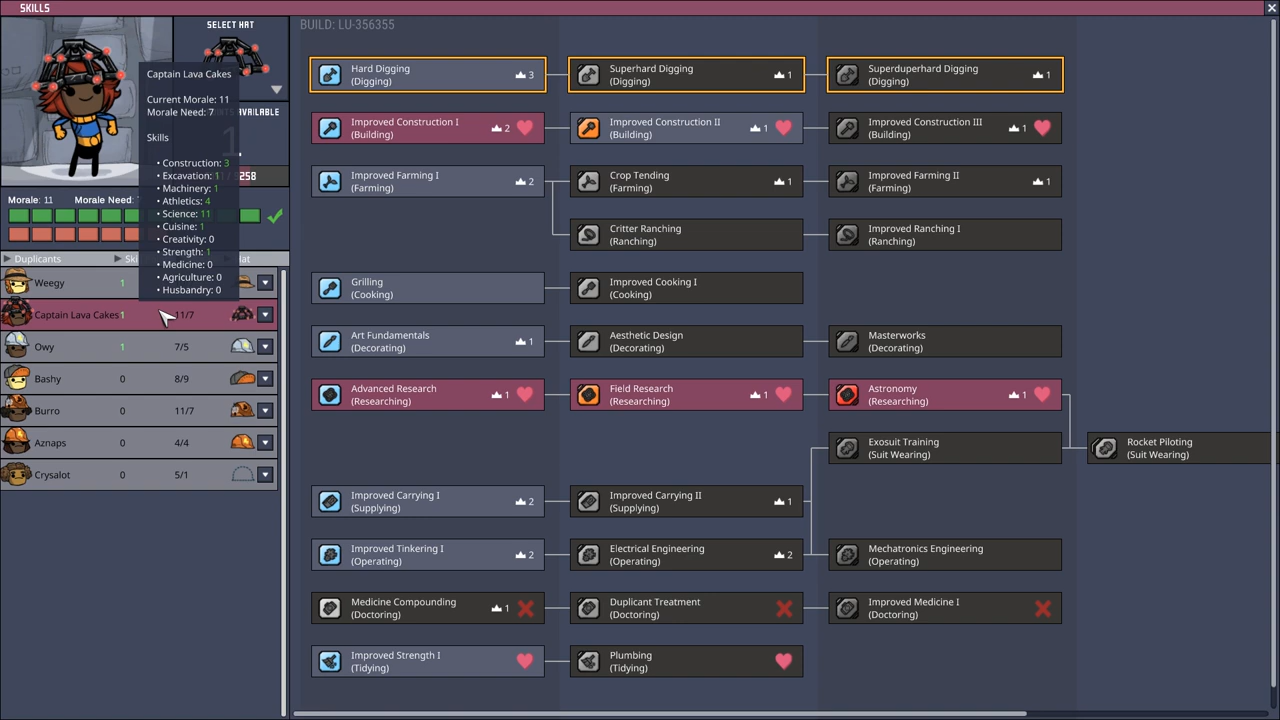 SKILLS
SELECT HAT
BUILD: LU-356355
Captain Lava Cakes
Current Morale: 11
Morale Need: 7
Skills
• Construction: 3
• Excavation: 1
• Machinery: 1
• Athletics: 4
• Science: 11
• Cuisine: 1
• Creativity: 0
• Strength: 1
• Medicine: 0
• Agriculture: 0
• Husbandry: 0
AVAILABLE
258
Morale: 11 Morale Need:
Duplicants
Weegy 1
Captain Lava Cakes 1 11/7
Owy 1 7/5
Bashy 0 8/9
Burro 0 11/7
Aznaps 0 4/4
Crysalot 0 5/1
Hard Digging 3
(Digging)
Superhard Digging 1
(Digging)
Superduperhard Digging 1
(Digging)
Improved Construction I 2
(Building)
Improved Construction II 1
(Building)
Improved Construction III 1
(Building)
Improved Farming I 2
(Farming)
Crop Tending 1
(Farming)
Improved Farming II 1
(Farming)
Critter Ranching
(Ranching)
Improved Ranching I
(Ranching)
Grilling
(Cooking)
Improved Cooking I
(Cooking)
Art Fundamentals 1
(Decorating)
Aesthetic Design
(Decorating)
Masterworks
(Decorating)
Advanced Research 1
(Researching)
Field Research 1
(Researching)
Astronomy 1
(Researching)
Exosuit Training
(Suit Wearing)
Rocket Piloting
(Suit Wearing)
Improved Carrying I 2
(Supplying)
Improved Carrying II 1
(Supplying)
Improved Tinkering I 2
(Operating)
Electrical Engineering 2
(Operating)
Mechatronics Engineering
(Operating)
Medicine Compounding 1
(Doctoring)
Duplicant Treatment
(Doctoring)
Improved Medicine I
(Doctoring)
Improved Strength I
(Tidying)
Plumbing
(Tidying)